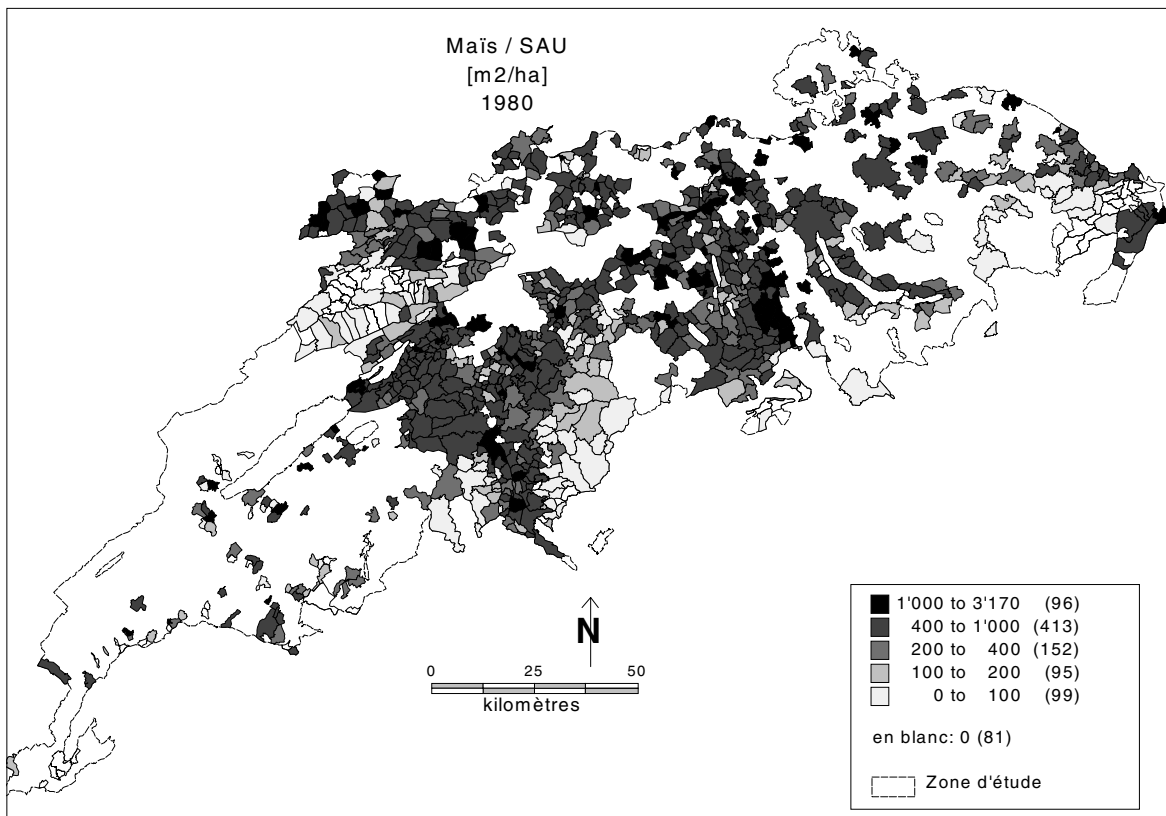 Maïs / SAU
[m2/ha]
1980
N
0 25 50
kilomètres
1'000 to 3'170 (96)
400 to 1'000 (413)
200 to 400 (152)
100 to 200 (95)
0 to 100 (99)
en blanc: 0 (81)
Zone d'étude